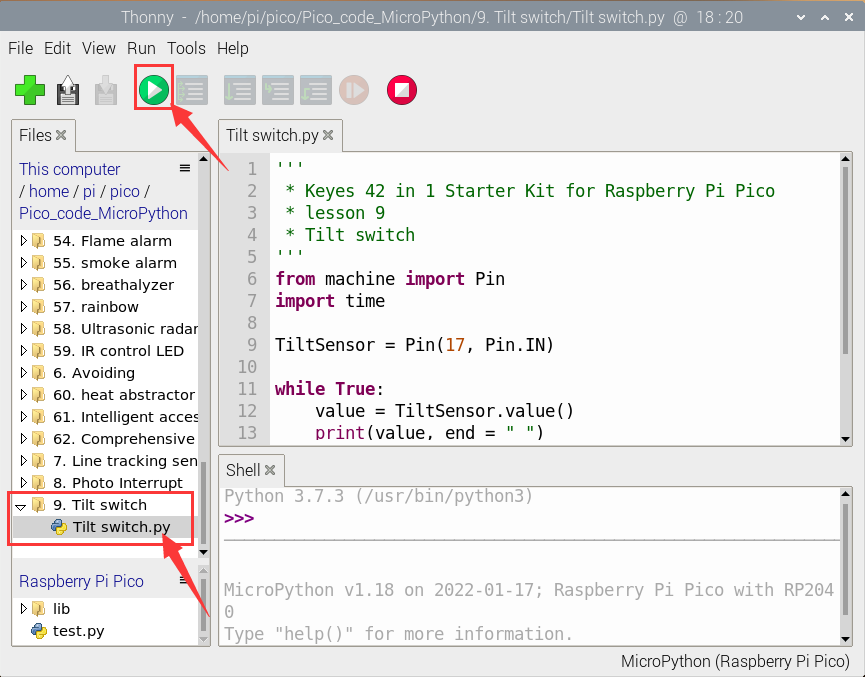 Thonny - /home/pi/pico/Pico_code_MicroPython/9. Tilt switch/Tilt switch.py @ 18 : 20
File Edit View Run Tools Help
Files
This computer
/ home / pi / pico /
Pico_code_MicroPython
54. Flame alarm
55. smoke alarm
56. breathalyzer
57. rainbow
58. Ultrasonic radar
59. IR control LED
6. Avoiding
60. heat abstractor
61. Intelligent acces
62. Comprehensive
7. Line tracking sen
8. Photo Interrupt
9. Tilt switch
Tilt switch.py
Raspberry Pi Pico
lib
test.py
Tilt switch.py
1 '''
2 * Keyes 42 in 1 Starter Kit for Raspberry Pi Pico
3 * lesson 9
4 * Tilt switch
5 '''
6 from machine import Pin
7 import time
8
9 TiltSensor = Pin(17, Pin.IN)
10
11 while True:
12 value = TiltSensor.value()
13 print(value, end = " ")
Shell
Python 3.7.3 (/usr/bin/python3)
>>>
MicroPython v1.18 on 2022-01-17; Raspberry Pi Pico with RP204
0
Type "help()" for more information.
MicroPython (Raspberry Pi Pico)